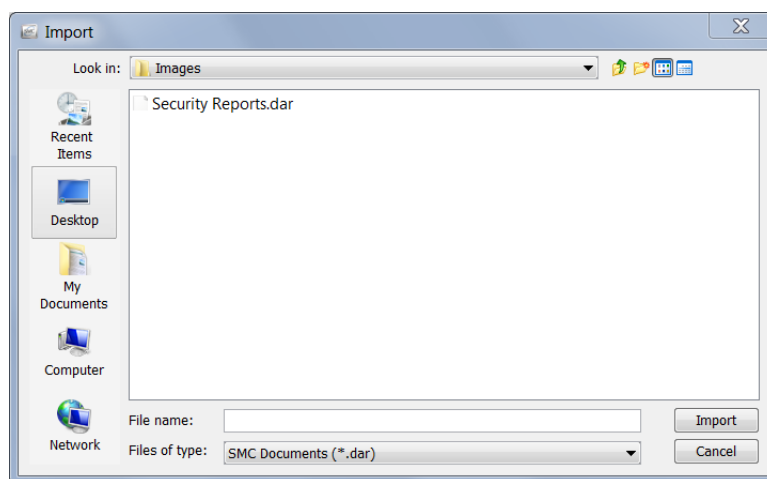 Import
Look in:
Images
Recent
Items
Desktop
My
Documents
Computer
Network
Security Reports.dar
File name:
Import
Files of type:
SMC Documents (*.dar)
Cancel